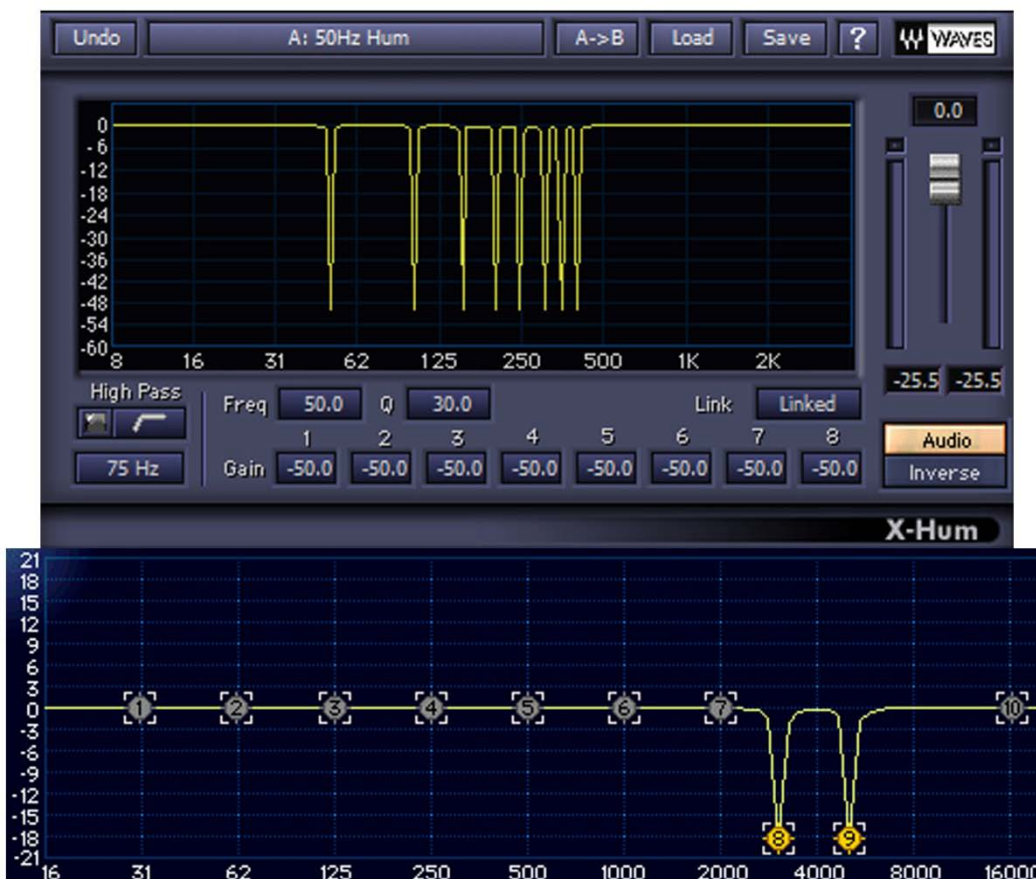 Undo A: 50Hz Hum A->B Load Save ? WAVES
0.0
0
-6
-12
-18
-24
-30
-36
-42
-48
-54
-60
8 16 31 62 125 250 500 1K 2K
-25.5 -25.5
High Pass Freq 50.0 Q 30.0 Link Linked
1 2 3 4 5 6 7 8
Audio
75 Hz Gain -50.0 -50.0 -50.0 -50.0 -50.0 -50.0 -50.0 -50.0
Inverse
X-Hum
21
18
15
12
9
6
3
0 1 2 3 4 5 6 7 10
-3
-6
-9
-12
-15
-18 8 9
-21
16 31 62 125 250 500 1000 2000 4000 8000 16000